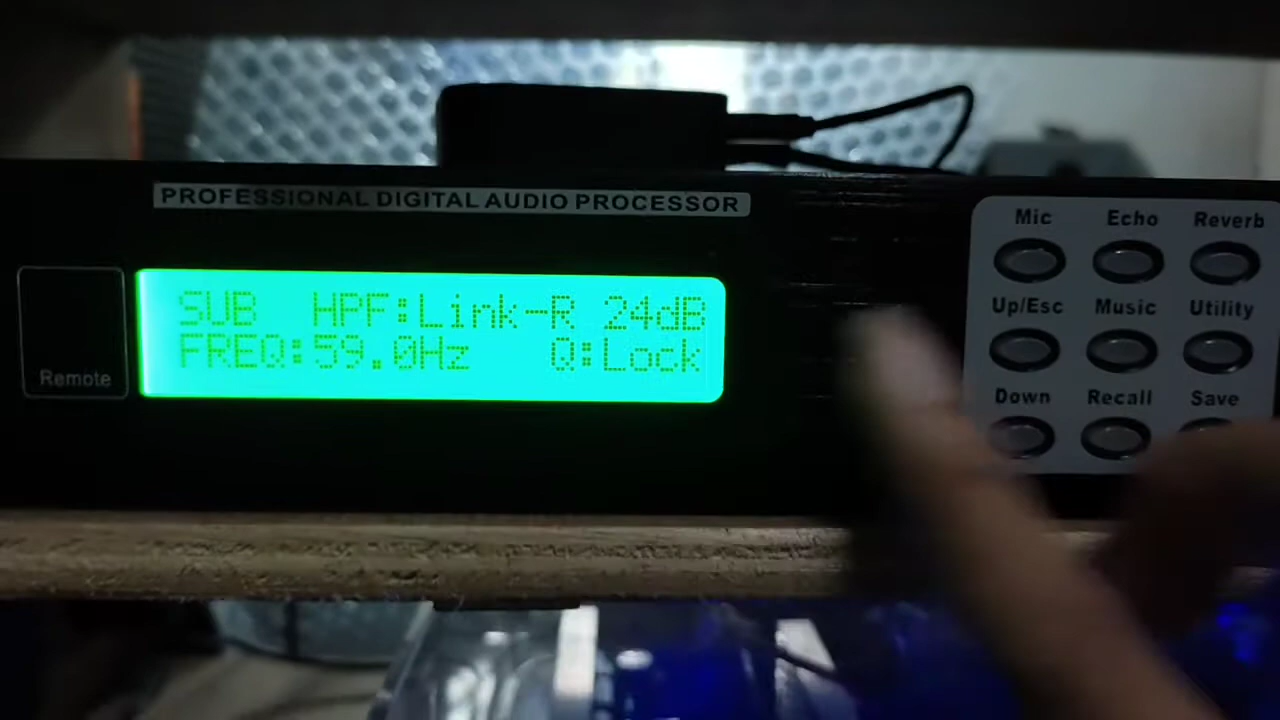 PROFESSIONAL DIGITAL AUDIO PROCESSOR
SUB HPF:Link-R 24dB
FREQ:59.0Hz Q:Lock
Remote
Mic Echo Reverb
Up/Esc Music Utility
Down Recall Save